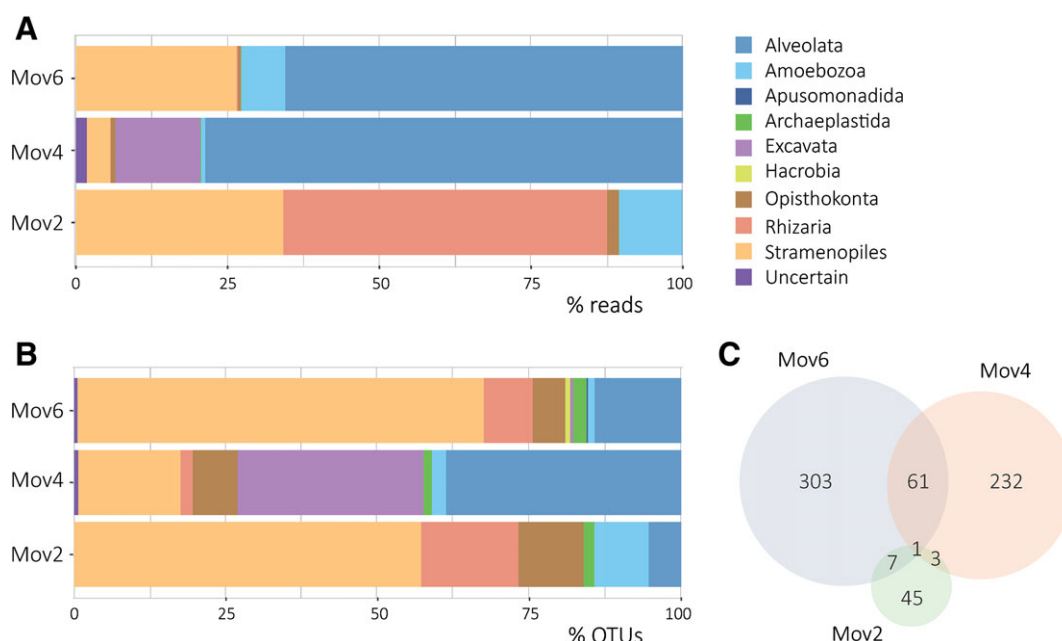 A
Mov6
Mov4
Mov2
0 25 50 75 100
% reads
Alveolata
Amoebozoa
Apusomonadida
Archaeplastida
Excavata
Hacrobia
Opisthokonta
Rhizaria
Stramenopiles
Uncertain
B
Mov6
Mov4
Mov2
0 25 50 75 100
% OTUs
C
Mov6
Mov4
303 61 232
1
7 3
45
Mov2